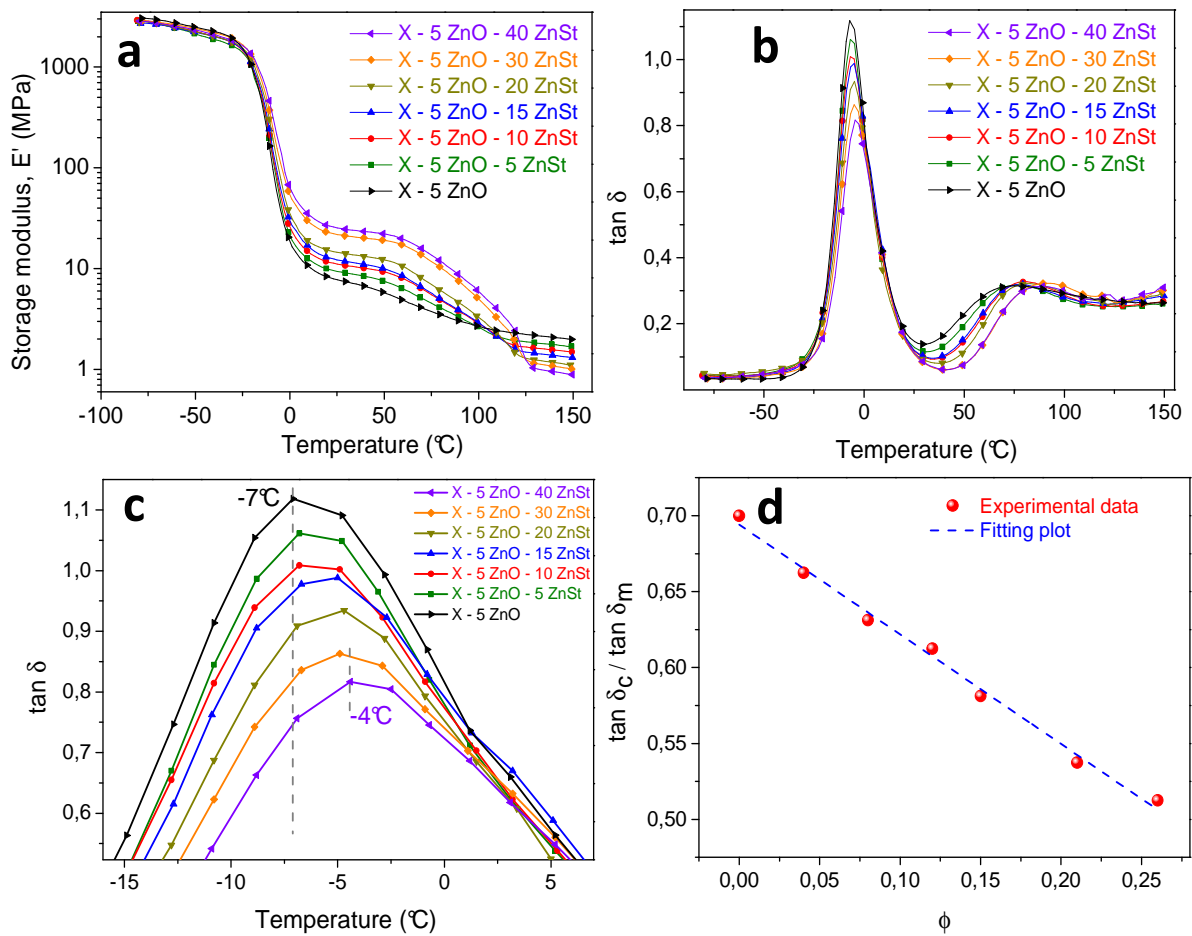 a
X - 5 ZnO - 40 ZnSt
X - 5 ZnO - 30 ZnSt
X - 5 ZnO - 20 ZnSt
X - 5 ZnO - 15 ZnSt
X - 5 ZnO - 10 ZnSt
X - 5 ZnO - 5 ZnSt
X - 5 ZnO
Storage modulus, E' (MPa)
1000
100
10
1
-100
-50
0
50
100
150
Temperature (°C)
b
X - 5 ZnO - 40 ZnSt
X - 5 ZnO - 30 ZnSt
X - 5 ZnO - 20 ZnSt
X - 5 ZnO - 15 ZnSt
X - 5 ZnO - 10 ZnSt
X - 5 ZnO - 5 ZnSt
X - 5 ZnO
tan δ
1,0
0,8
0,6
0,4
0,2
-50
0
50
100
150
Temperature (°C)
c
-7°C
-4°C
X - 5 ZnO - 40 ZnSt
X - 5 ZnO - 30 ZnSt
X - 5 ZnO - 20 ZnSt
X - 5 ZnO - 15 ZnSt
X - 5 ZnO - 10 ZnSt
X - 5 ZnO - 5 ZnSt
X - 5 ZnO
tan δ
1,1
1,0
0,9
0,8
0,7
0,6
-15
-10
-5
0
5
Temperature (°C)
d
Experimental data
Fitting plot
tan δc / tan δm
0,70
0,65
0,60
0,55
0,50
0,00
0,05
0,10
0,15
0,20
0,25
ϕ